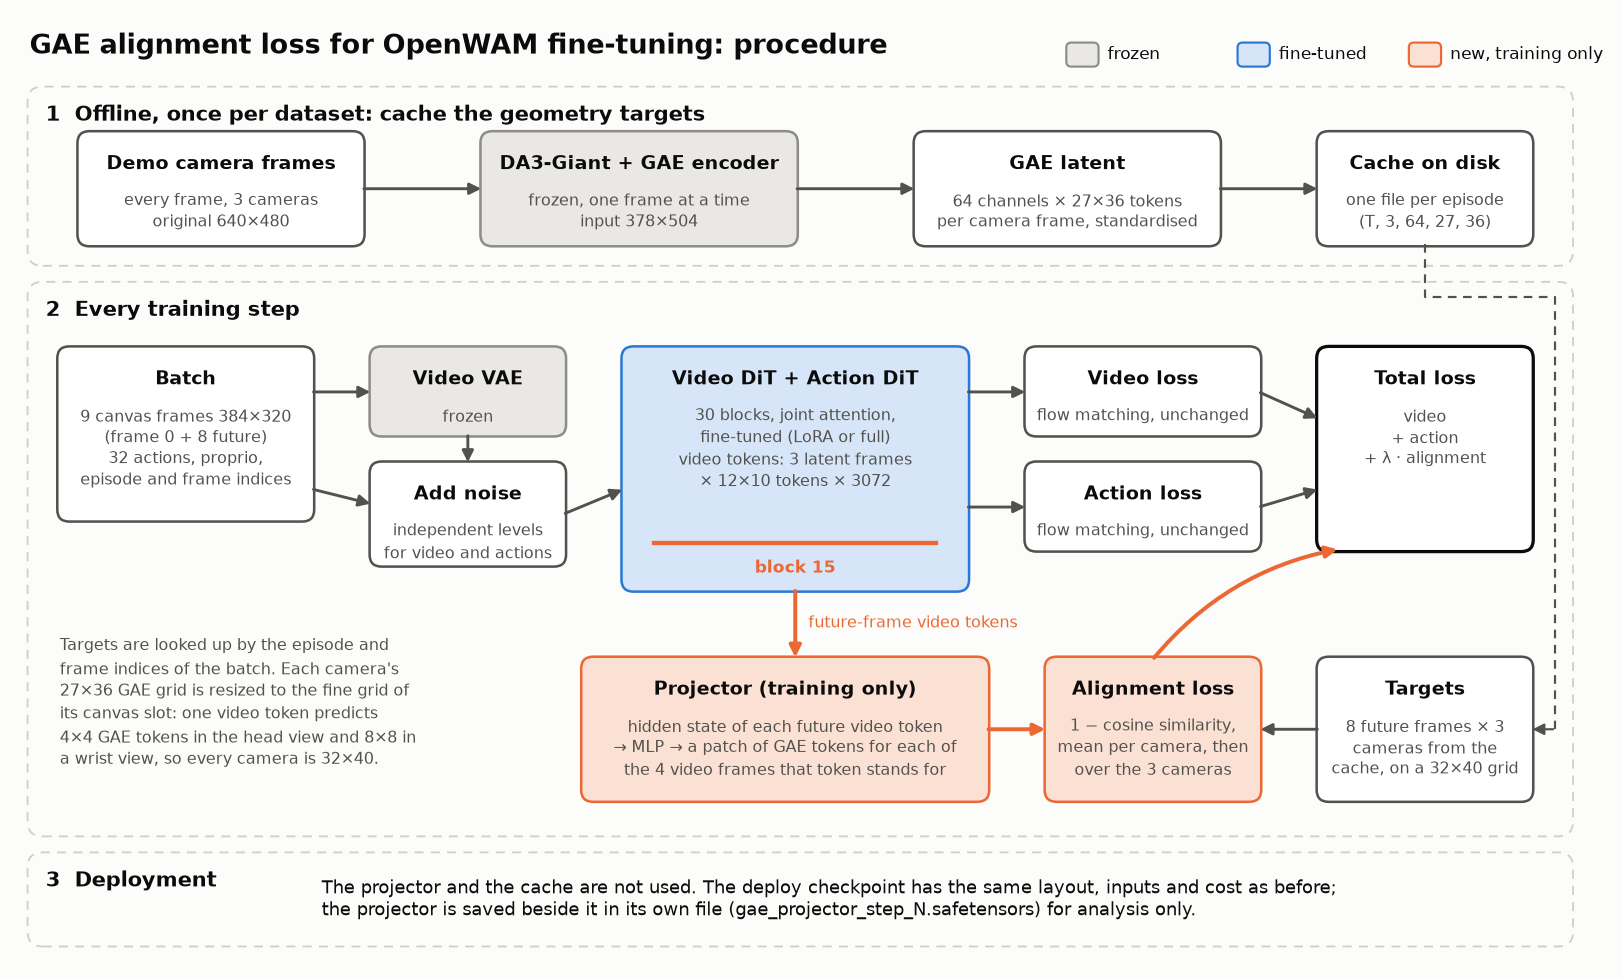 GAE alignment loss for OpenWAM fine-tuning: procedure
frozen
fine-tuned
new, training only
1 Offline, once per dataset: cache the geometry targets
Demo camera frames
every frame, 3 cameras
original 640×480
DA3-Giant + GAE encoder
frozen, one frame at a time
input 378×504
GAE latent
64 channels × 27×36 tokens
per camera frame, standardised
Cache on disk
one file per episode
(T, 3, 64, 27, 36)
2 Every training step
Batch
9 canvas frames 384×320
(frame 0 + 8 future)
32 actions, proprio,
episode and frame indices
Video VAE
frozen
Add noise
independent levels
for video and actions
Video DiT + Action DiT
30 blocks, joint attention,
fine-tuned (LoRA or full)
video tokens: 3 latent frames
× 12×10 tokens × 3072
block 15
Video loss
flow matching, unchanged
Action loss
flow matching, unchanged
Total loss
video
+ action
+ λ · alignment
future-frame video tokens
Targets are looked up by the episode and
frame indices of the batch. Each camera's
27×36 GAE grid is resized to the fine grid of
its canvas slot: one video token predicts
4×4 GAE tokens in the head view and 8×8 in
a wrist view, so every camera is 32×40.
Projector (training only)
hidden state of each future video token
→ MLP → a patch of GAE tokens for each of
the 4 video frames that token stands for
Alignment loss
1 − cosine similarity,
mean per camera, then
over the 3 cameras
Targets
8 future frames × 3
cameras from the
cache, on a 32×40 grid
3 Deployment
The projector and the cache are not used. The deploy checkpoint has the same layout, inputs and cost as before;
the projector is saved beside it in its own file (gae_projector_step_N.safetensors) for analysis only.